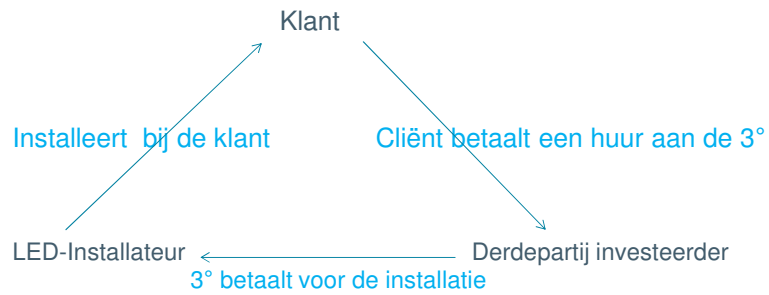 Klant
Installeert bij de klant
Cliënt betaalt een huur aan de 3°
LED-Installateur
Derdepartij investeerder
3° betaalt voor de installatie